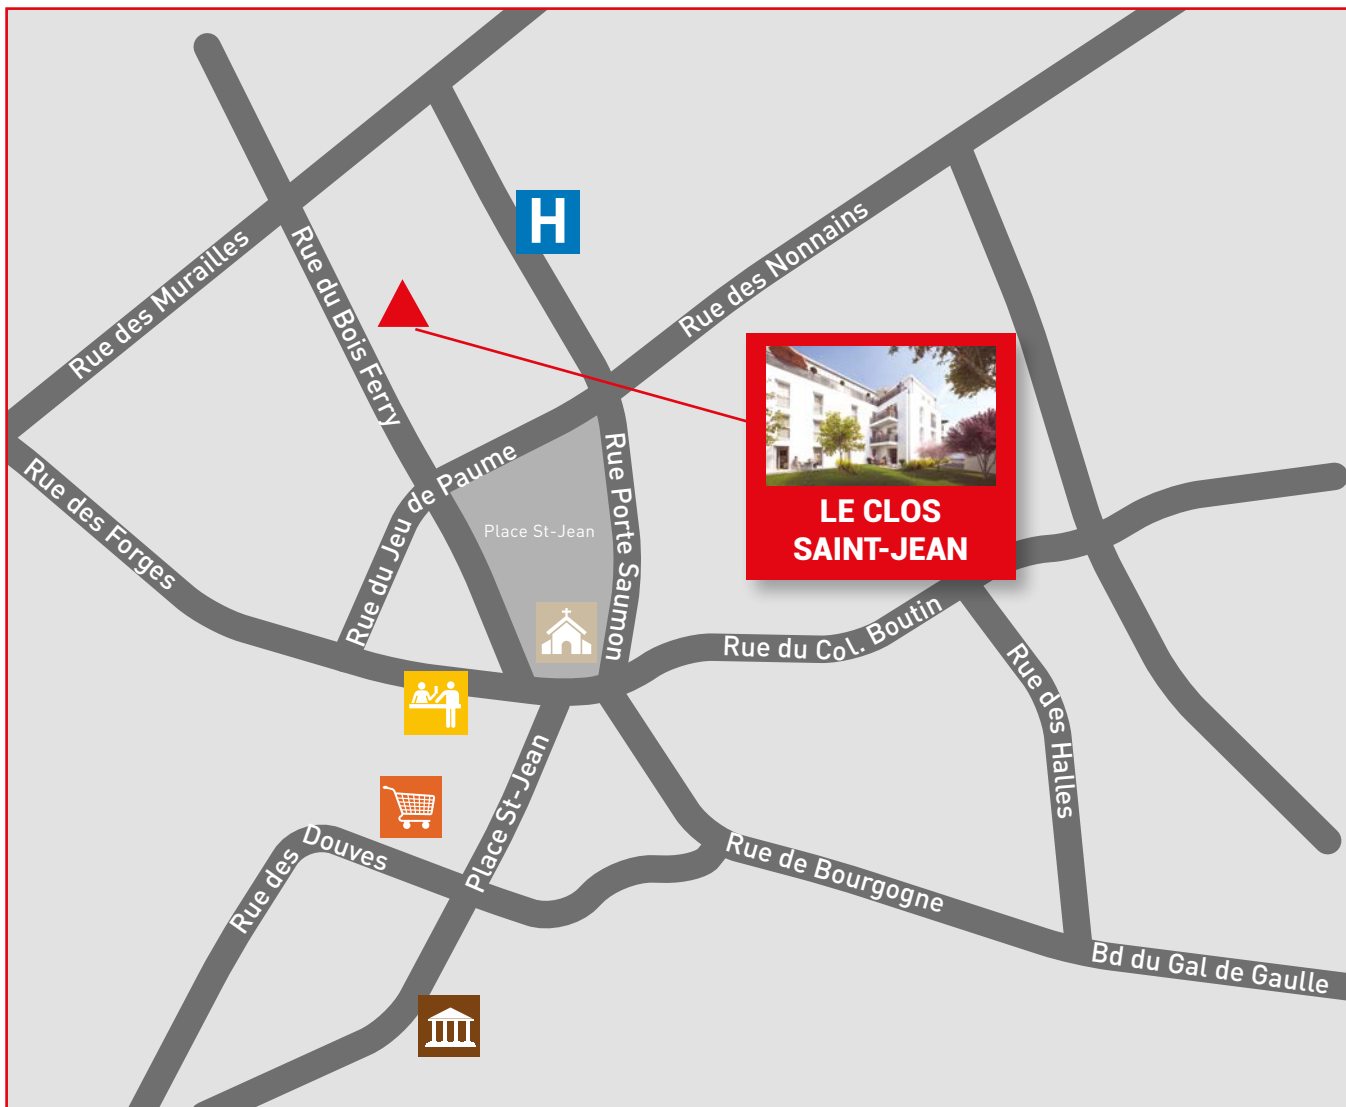 H
Rue des Murailles
Rue du Bois Ferry
Rue des Nonnains
Rue du Jeu de Paume
Rue Porte Saumon
Rue des Forges
Place St-Jean
LE CLOS
SAINT-JEAN
Rue du Col. Boutin
Rue des Halles
Place St-Jean
Rue des Douves
Rue de Bourgogne
Bd du Gal de Gaulle